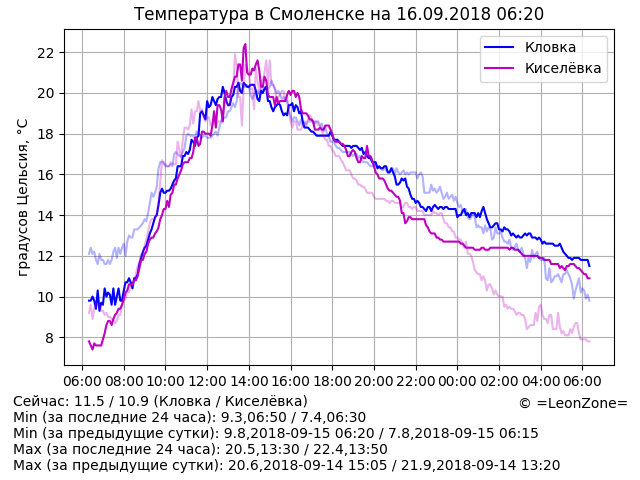 Температура в Смоленске на 16.09.2018 06:20
Кловка
Киселёвка
градусов Цельсия, °C
22
20
18
16
14
12
10
8
06:00 08:00 10:00 12:00 14:00 16:00 18:00 20:00 22:00 00:00 02:00 04:00 06:00
Сейчас: 11.5 / 10.9 (Кловка / Киселёвка)
© =LeonZone=
Min (за последние 24 часа): 9.3,06:50 / 7.4,06:30
Min (за предыдущие сутки): 9.8,2018-09-15 06:20 / 7.8,2018-09-15 06:15
Max (за последние 24 часа): 20.5,13:30 / 22.4,13:50
Max (за предыдущие сутки): 20.6,2018-09-14 15:05 / 21.9,2018-09-14 13:20